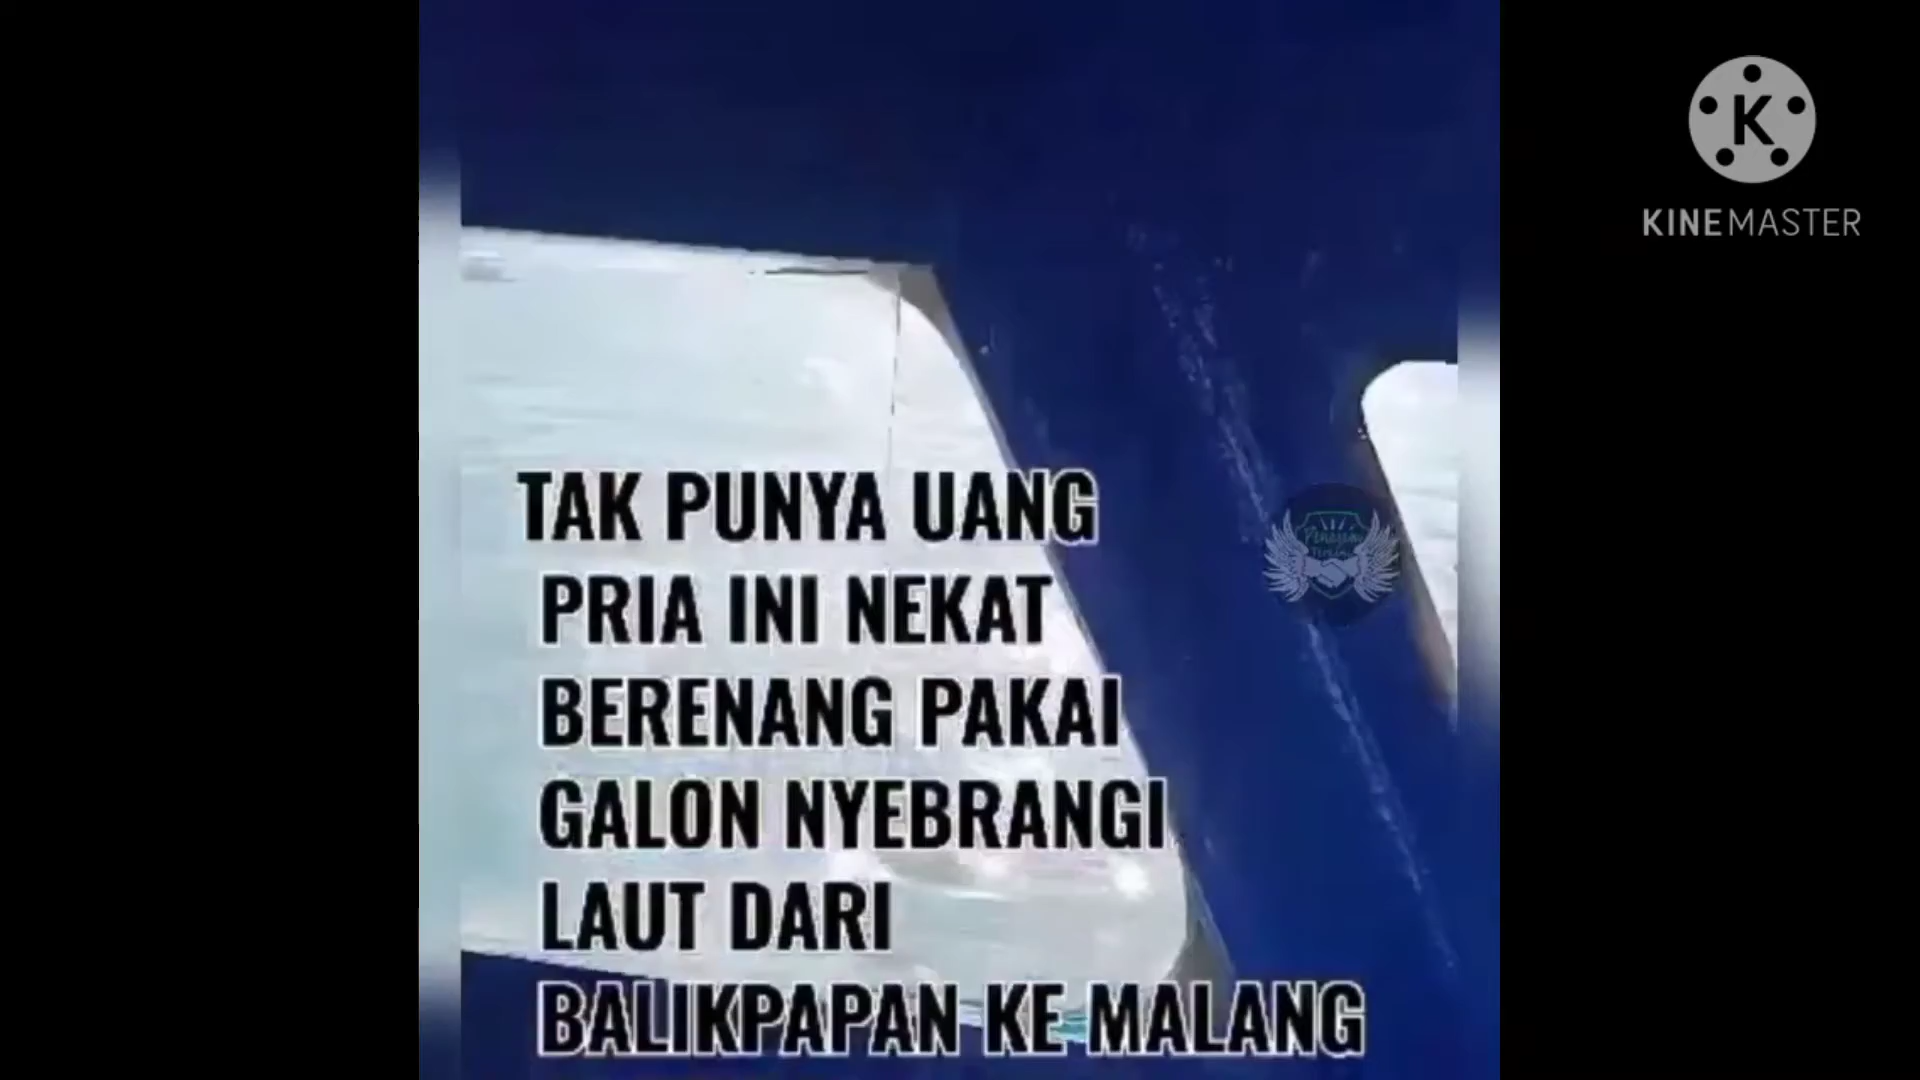 TAK PUNYA UANG
PRIA INI NEKAT
BERENANG PAKAI
GALON NYEBRANGI
LAUT DARI
BALIKPAPAN KE MALANG
K
KINEMASTER